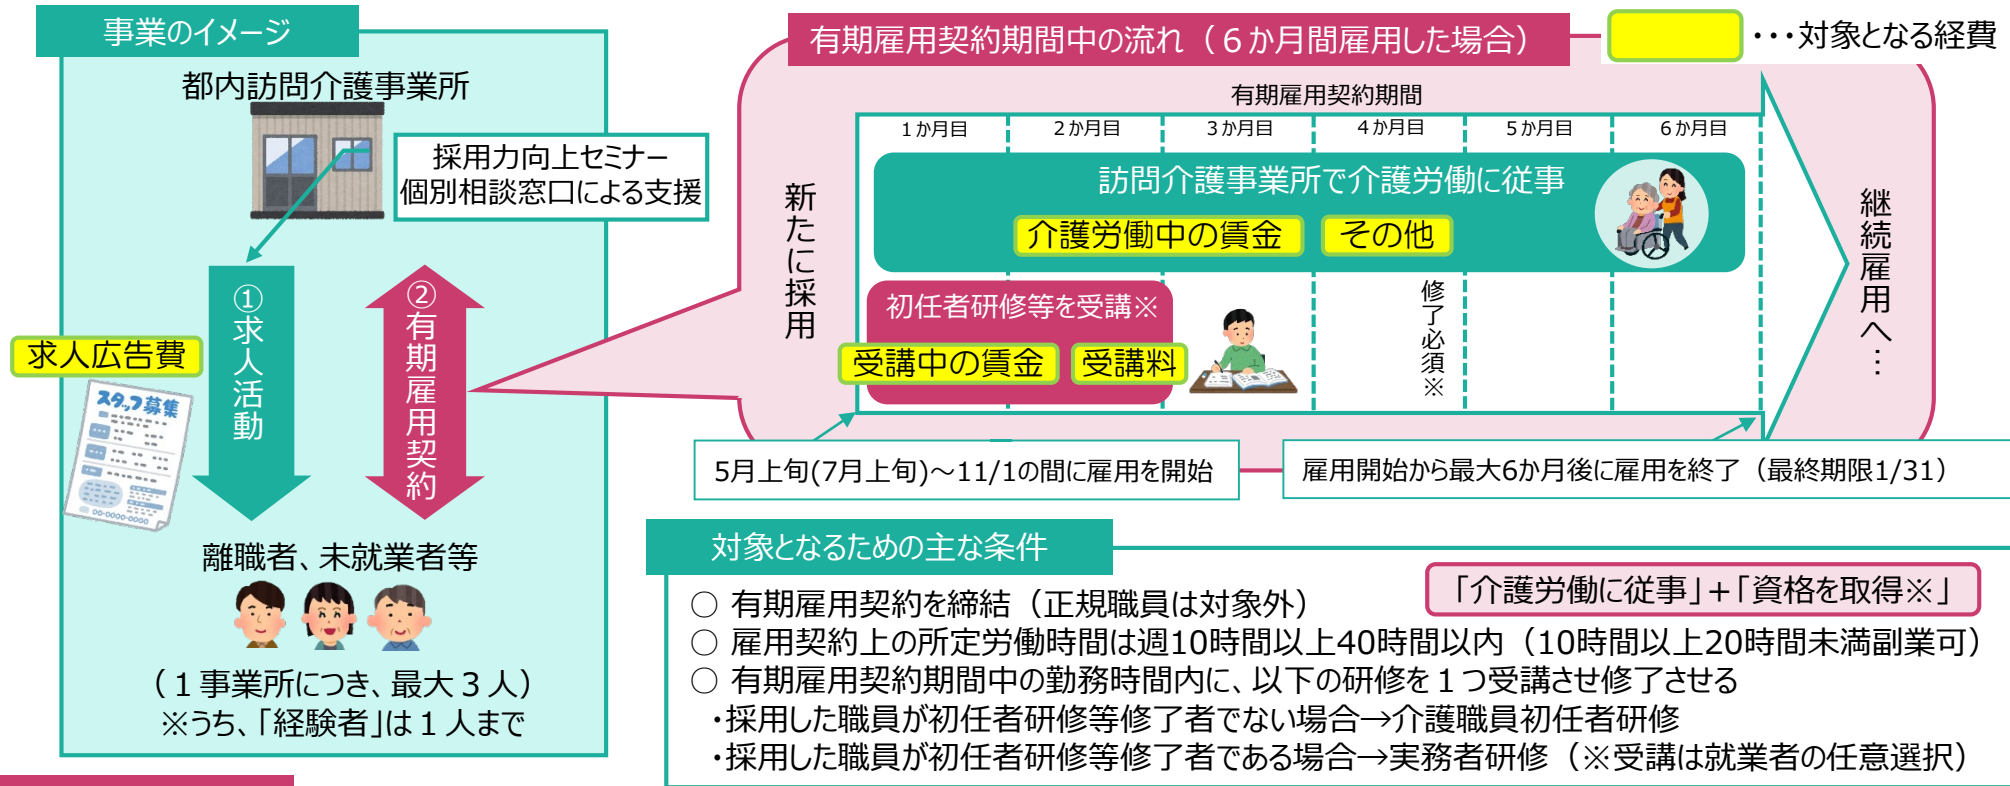 事業のイメージ
都内訪問介護事業所
採用力向上セミナー
個別相談窓口による支援
①求人活動
②有期雇用契約
求人広告費
スタッフ募集
00-0000-0000
離職者、未就業者等
（１事業所につき、最大３人）
※うち、「経験者」は１人まで
有期雇用契約期間中の流れ（６か月間雇用した場合）
・・・対象となる経費
有期雇用契約期間
1か月目
2か月目
3か月目
4か月目
5か月目
6か月目
新たに採用
訪問介護事業所で介護労働に従事
介護労働中の賃金
その他
初任者研修等を受講※
受講中の賃金
受講料
修了必須※
継続雇用へ…
5月上旬(7月上旬)～11/1の間に雇用を開始
雇用開始から最大6か月後に雇用を終了（最終期限1/31）
対象となるための主な条件
「介護労働に従事」+「資格を取得※」
○ 有期雇用契約を締結（正規職員は対象外）
○ 雇用契約上の所定労働時間は週10時間以上40時間以内（10時間以上20時間未満副業可）
○ 有期雇用契約期間中の勤務時間内に、以下の研修を１つ受講させ修了させる
・採用した職員が初任者研修等修了者でない場合→介護職員初任者研修
・採用した職員が初任者研修等修了者である場合→実務者研修（※受講は就業者の任意選択）